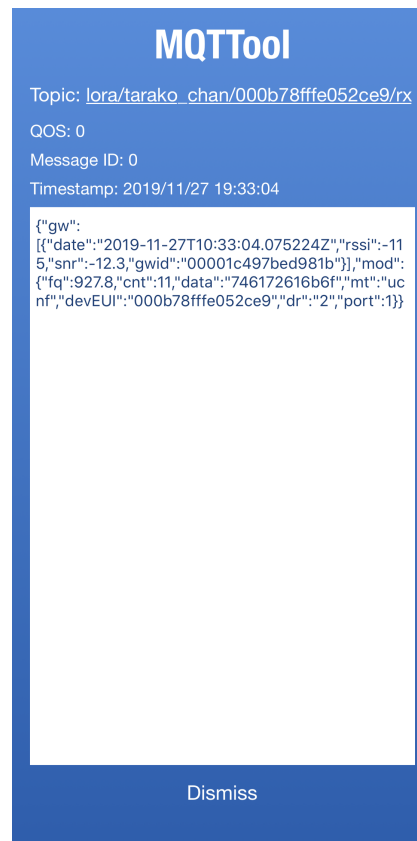 MQTTool
Topic: lora/tarako_chan/000b78fffe052ce9/rx
QOS: 0
Message ID: 0
Timestamp: 2019/11/27 19:33:04
{"gw":
[{"date":"2019-11-27T10:33:04.075224Z","rssi":-11
5,"snr":-12.3,"gwid":"00001c497bed981b"}],"mod":
{"fq":927.8,"cnt":11,"data":"746172616b6f","mt":"uc
nf","devEUI":"000b78fffe052ce9","dr":"2","port":1}}
Dismiss